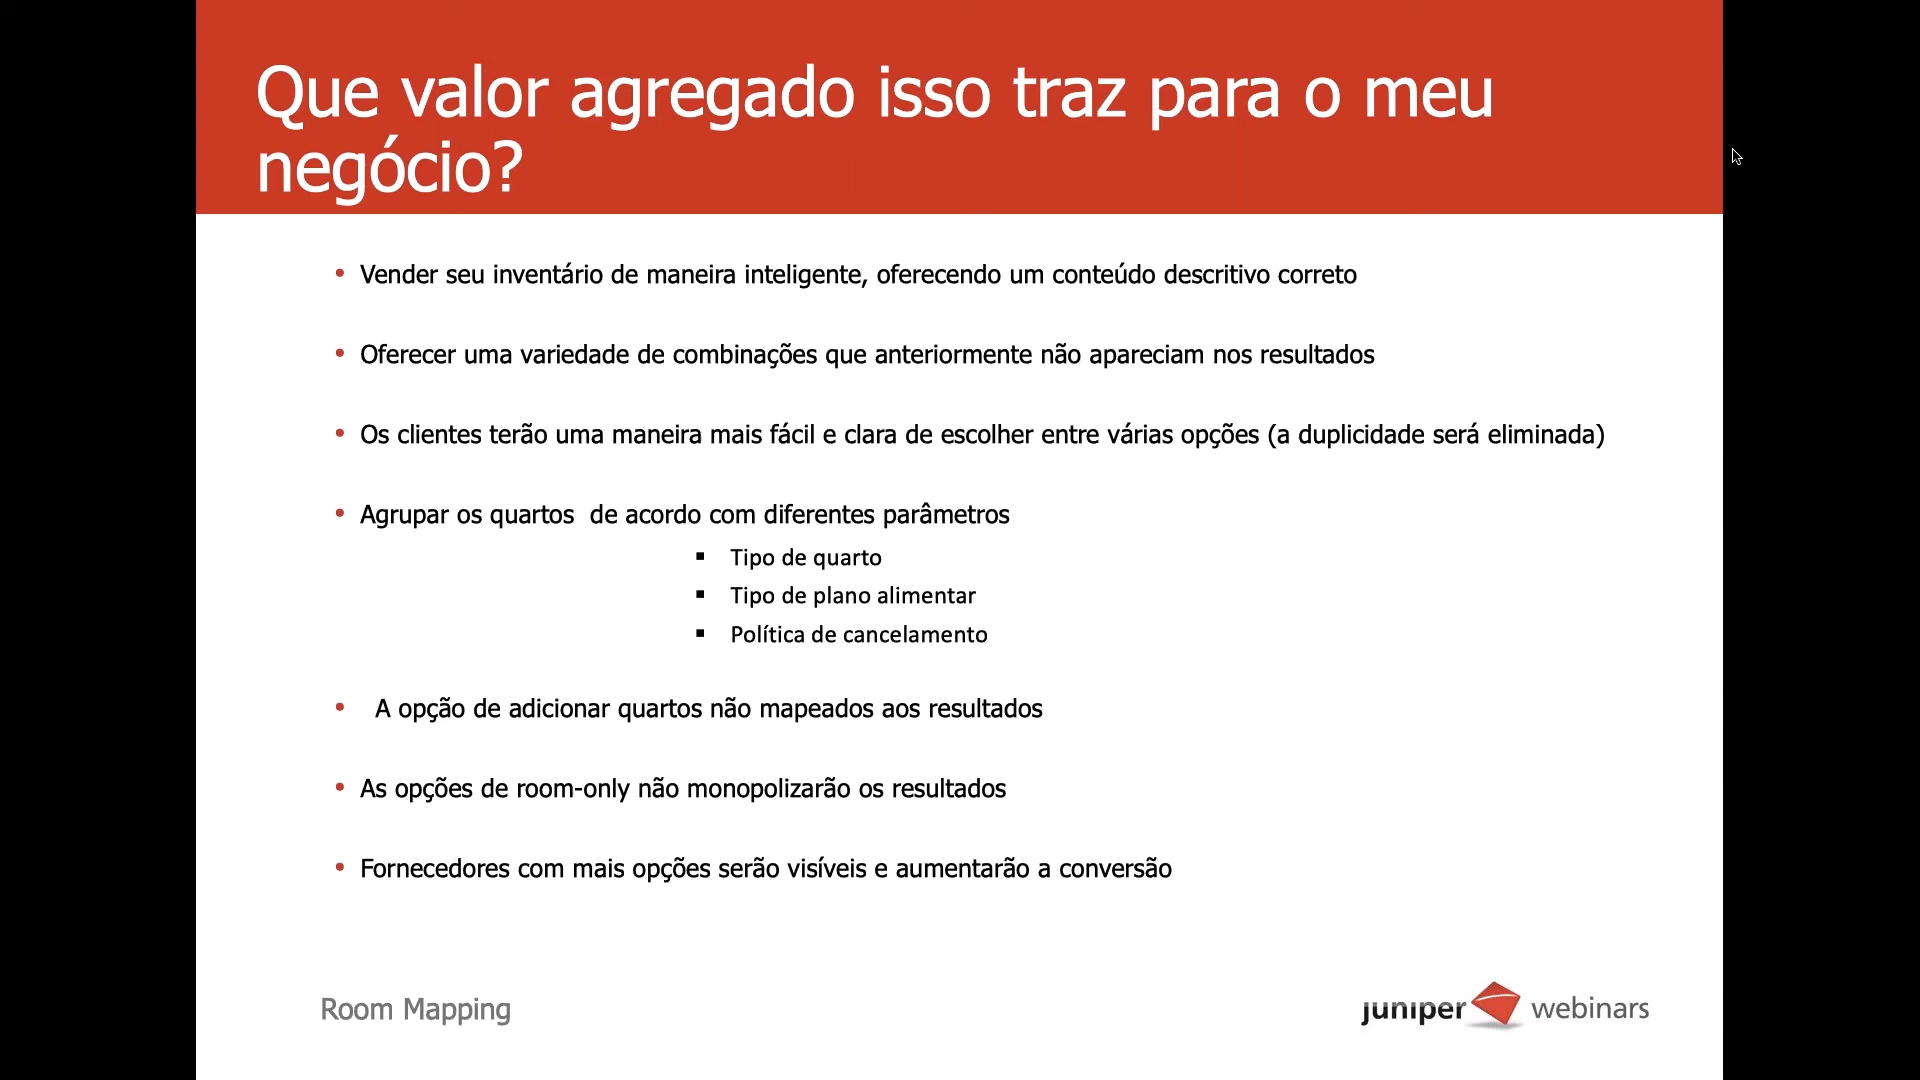 Que valor agregado isso traz para o meu
negócio?
• Vender seu inventário de maneira inteligente, oferecendo um conteúdo descritivo correto
• Oferecer uma variedade de combinações que anteriormente não apareciam nos resultados
• Os clientes terão uma maneira mais fácil e clara de escolher entre várias opções (a duplicidade será eliminada)
• Agrupar os quartos  de acordo com diferentes parâmetros
▪ Tipo de quarto
▪ Tipo de plano alimentar
▪ Política de cancelamento
• A opção de adicionar quartos não mapeados aos resultados
• As opções de room-only não monopolizarão os resultados
• Fornecedores com mais opções serão visíveis e aumentarão a conversão
Room Mapping
juniper webinars